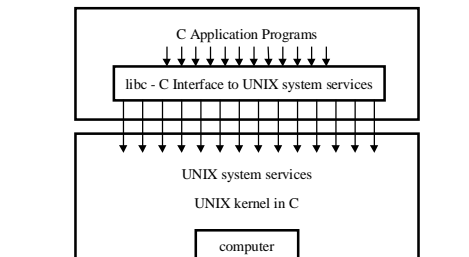 C Application Programs
libc - C Interface to UNIX system services
UNIX system services
UNIX kernel in C
computer